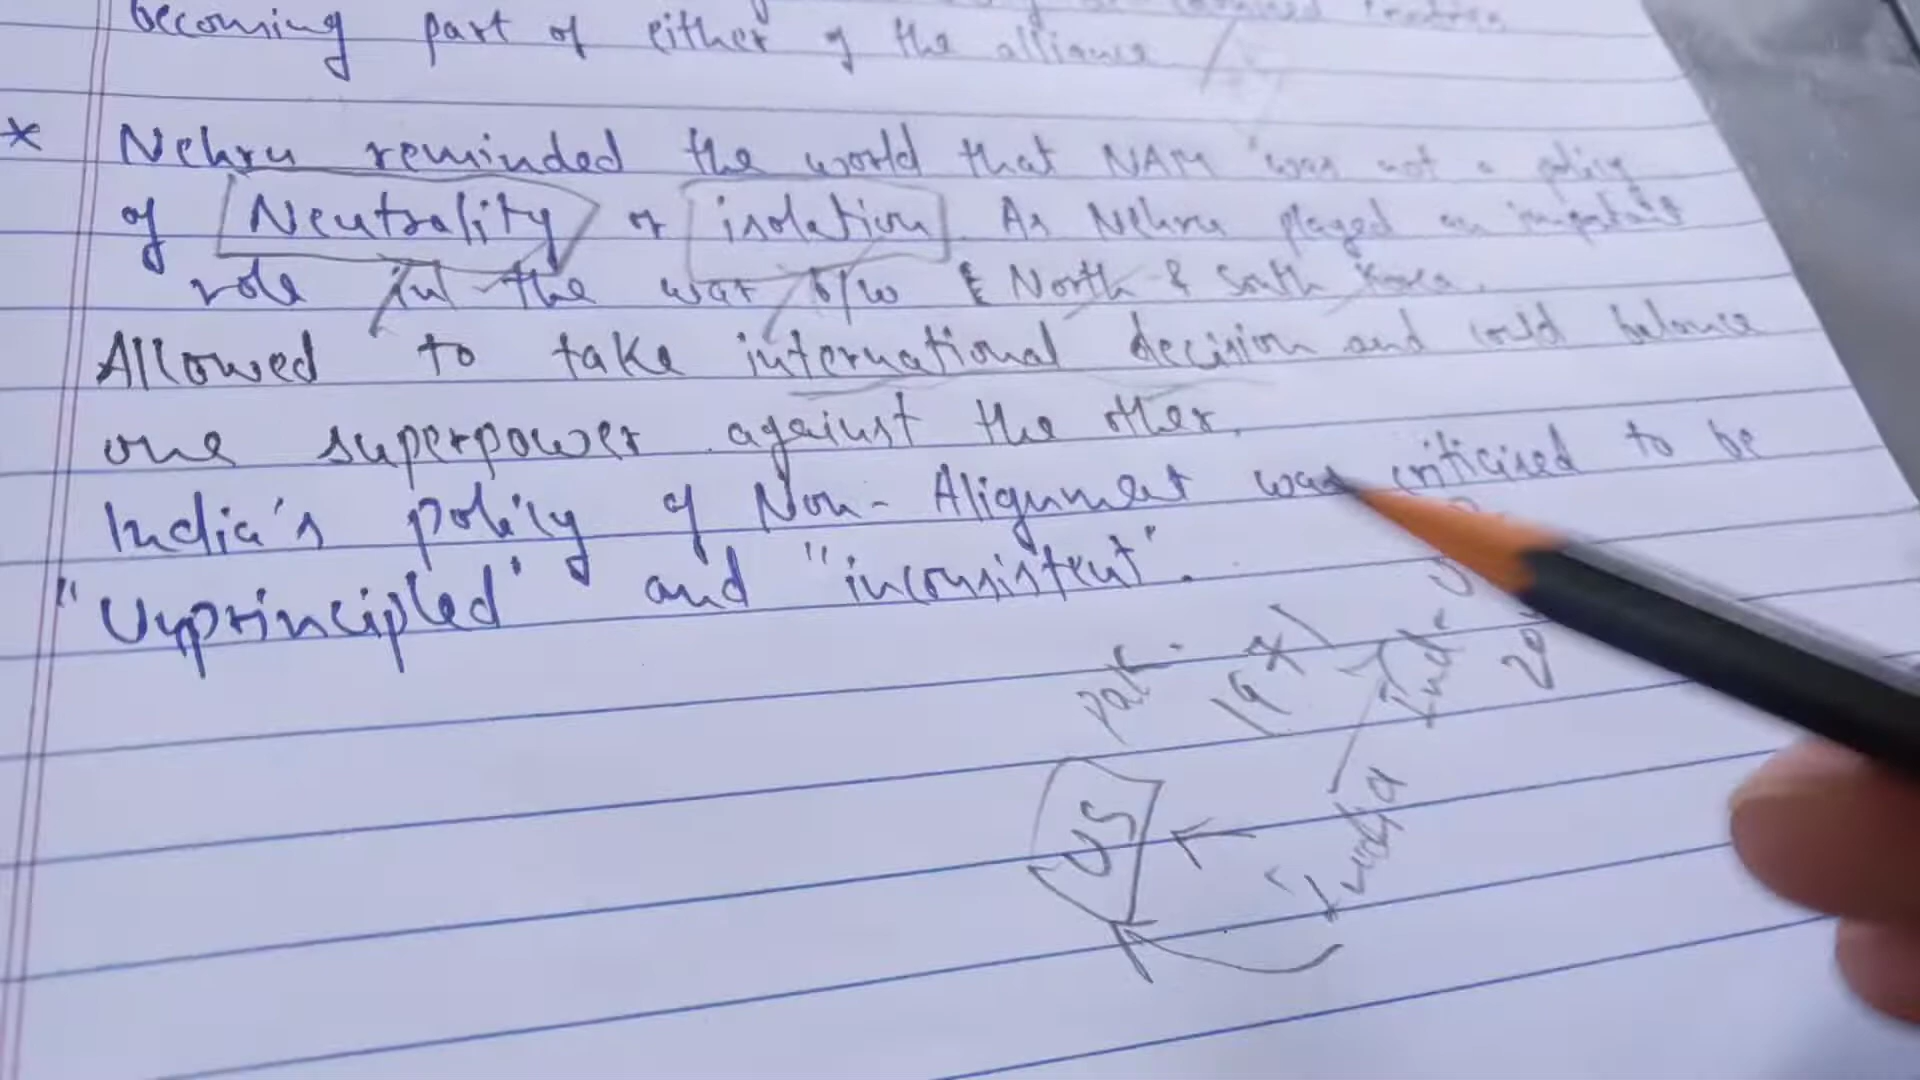 becoming part of either of the alliance
* Nehru reminded the world that NAM was not a policy
of Neutrality or isolation. As Nehru played an important
role in the war b/w North & South Korea.
Allowed to take international decision and could balance
one superpower against the other.
India's policy of Non-Alignment was criticised to be
"Unprincipled" and "inconsistent".
pak 1971 Ind
US India